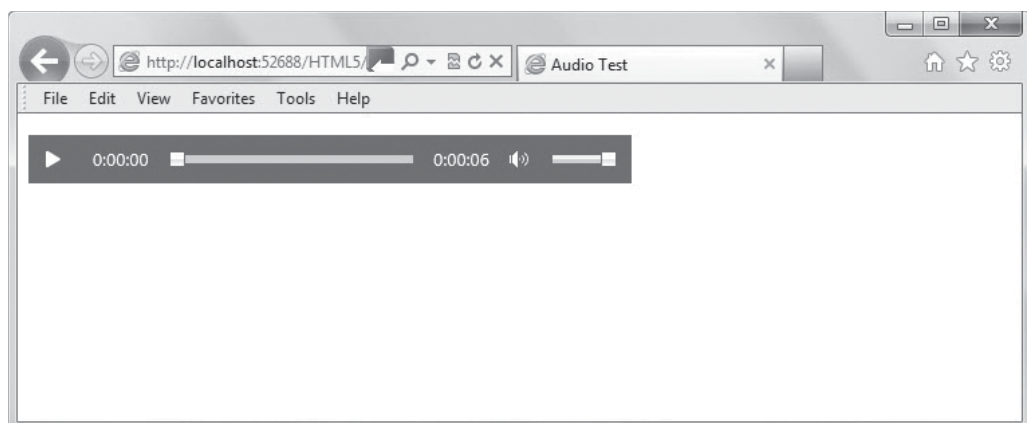 http://localhost:52688/HTML5/
Audio Test
File Edit View Favorites Tools Help
0:00:00 0:00:06